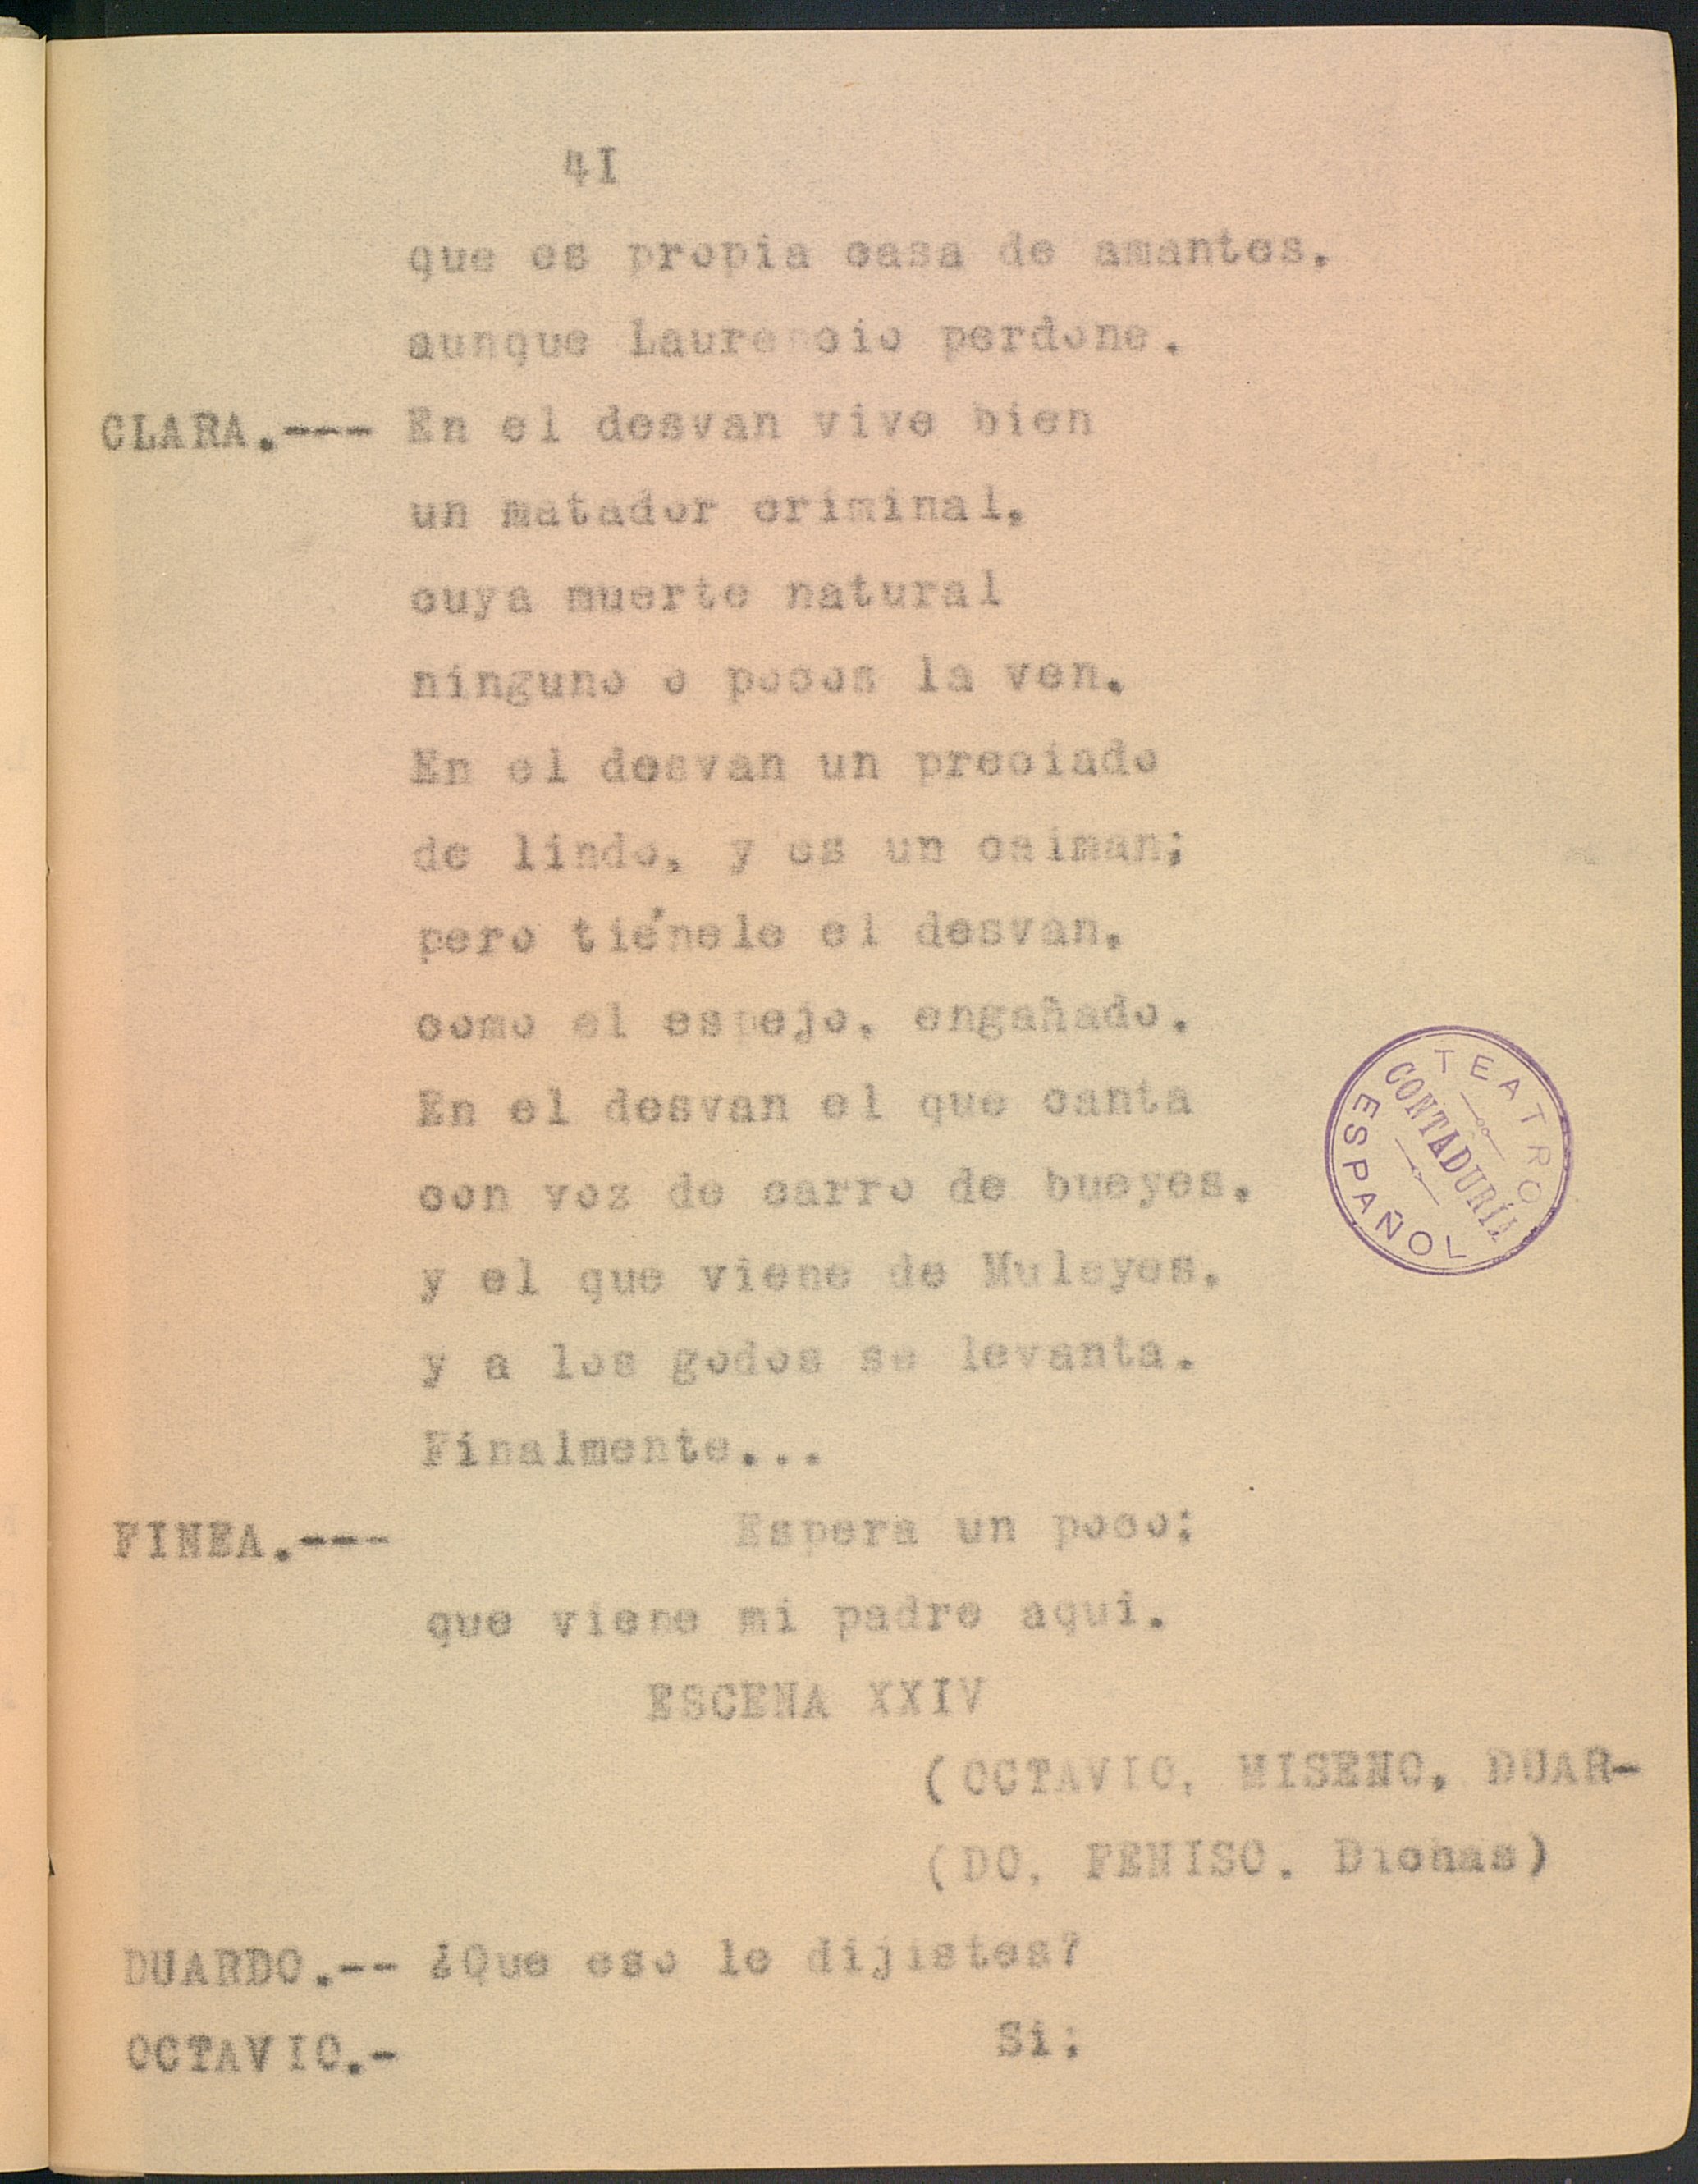 4I
que es propia casa de amantes,
aunque Laurencio perdone.
CLARA.--- En el desvan vive bien
un matador criminal,
cuya muerte natural
ninguno o pocos la ven.
En el desvan un preciado
de lindo, y es un caiman;
pero tiénele el desvan,
como el espejo, engañado.
En el desvan el que canta
con voz de carro de bueyes,
y el que viene de Muleyes,
y a los godos se levanta.
Finalmente...
FINEA.--- Espera un poco;
que viene mi padre aqui.
ESCENA XXIV
(OCTAVIO, MISENO, DUAR-
(DO, FENISO. Dichas)
DUARDO.-- ¿Que eso le dijistes?
OCTAVIO.- Si;
TEATRO ESPAÑOL
CONTADURÍA